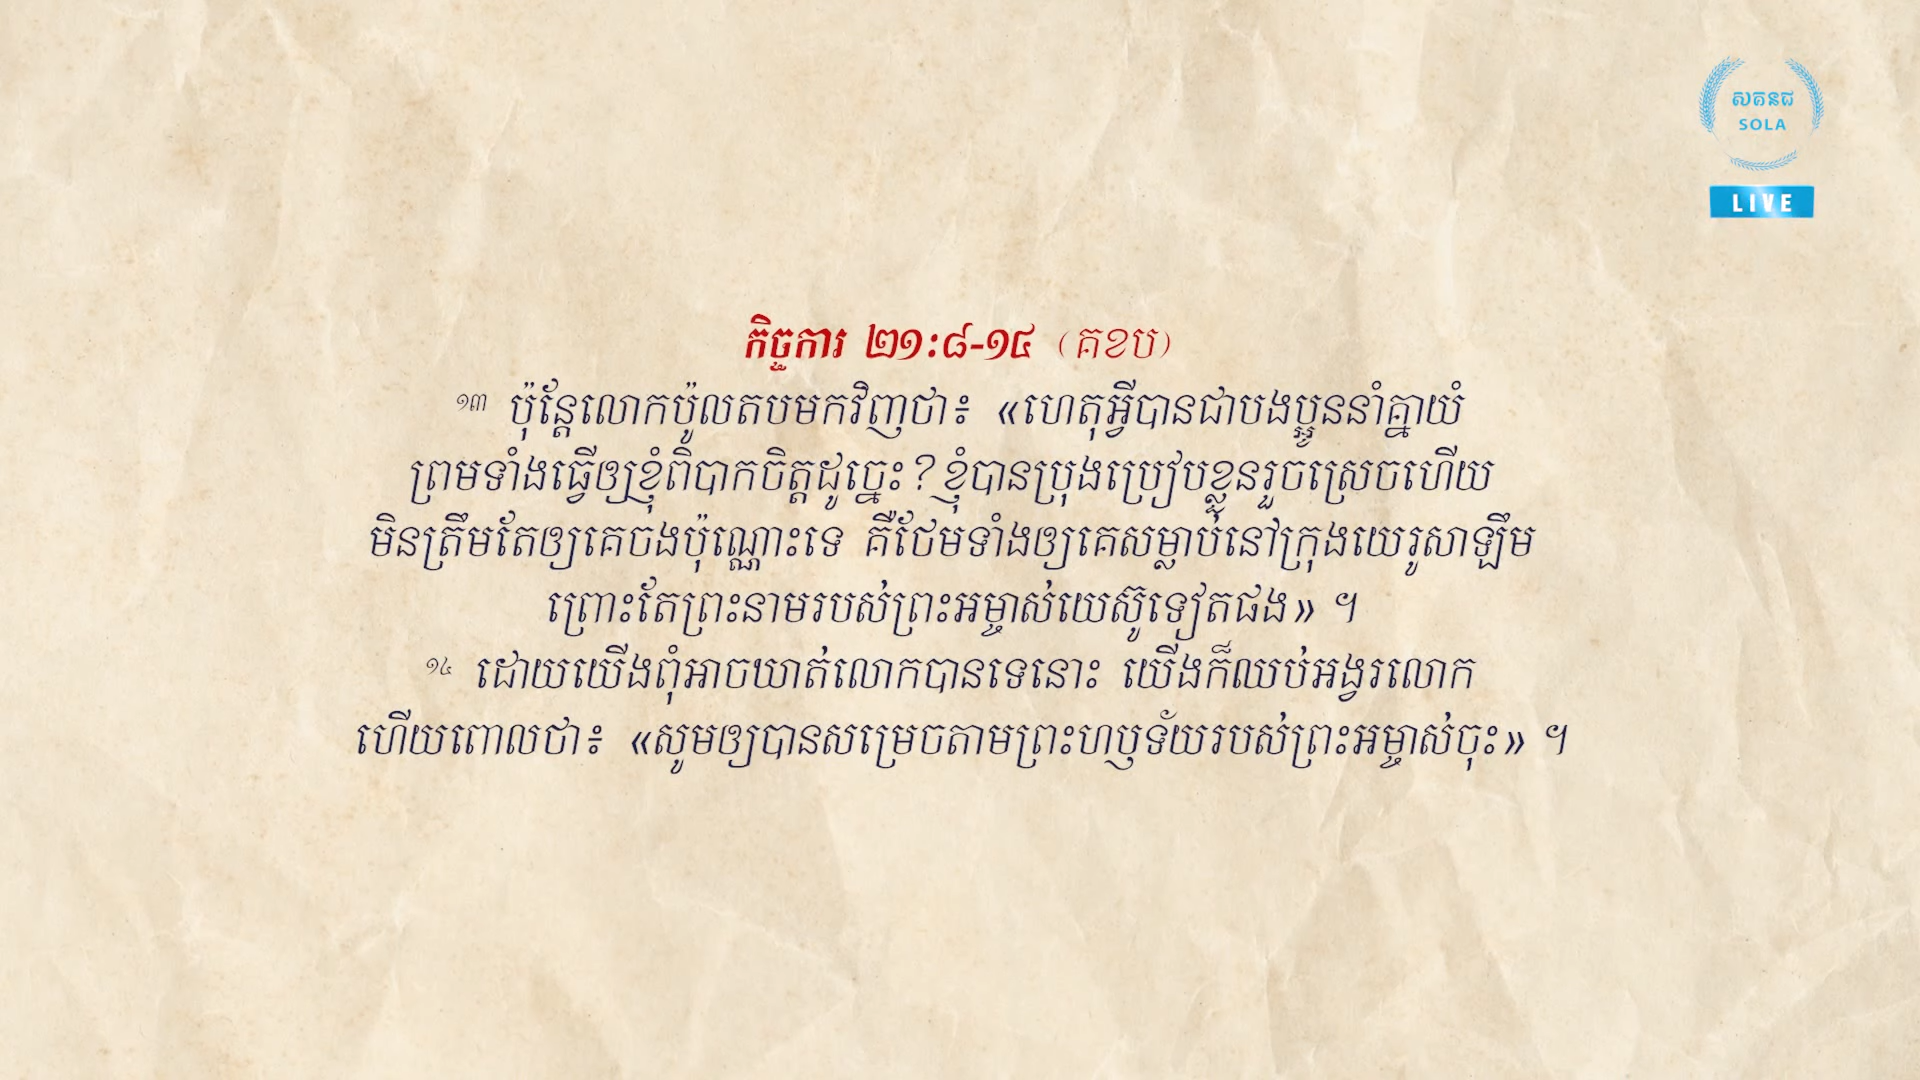 សគនជ
SOLA
LIVE
កិច្ចការ ២១:៨-១៤ (គខប)
១៣ ប៉ុន្តែលោកប៉ូលតបមកវិញថា៖ «ហេតុអ្វីបានជាបងប្អូននាំគ្នាយំ
ព្រមទាំងធ្វើឲ្យខ្ញុំពិបាកចិត្តដូច្នេះ? ខ្ញុំបានប្រុងប្រៀបខ្លួនរួចស្រេចហើយ
មិនត្រឹមតែឲ្យគេចងប៉ុណ្ណោះទេ គឺថែមទាំងឲ្យគេសម្លាប់នៅក្រុងយេរូសាឡឹម
ព្រោះតែព្រះនាមរបស់ព្រះអម្ចាស់យេស៊ូទៀតផង» ។
១៤ ដោយយើងពុំអាចឃាត់លោកបានទេនោះ យើងក៏ឈប់អង្វរលោក
ហើយពោលថា៖ «សូមឲ្យបានសម្រេចតាមព្រះហឫទ័យរបស់ព្រះអម្ចាស់ចុះ» ។